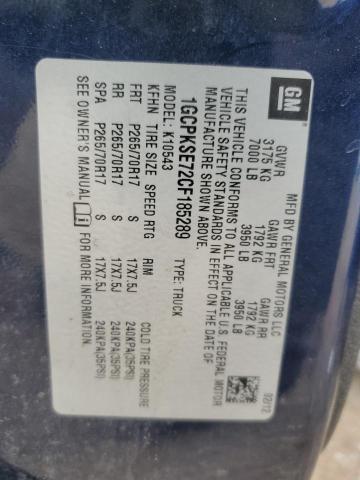 GM
MFD BY GENERAL MOTORS LLC
02/12
GVWR GAWR FRT GAWR RR
3175 KG 1792 KG 1792 KG
7000 LB 3950 LB 3950 LB
THIS VEHICLE CONFORMS TO ALL APPLICABLE U.S. FEDERAL MOTOR
VEHICLE SAFETY STANDARDS IN EFFECT ON THE DATE OF
MANUFACTURE SHOWN ABOVE.
1GCPKSE72CF185289 TYPE: TRUCK
MODEL: K10543
KFHN TIRE SIZE SPEED RTG RIM COLD TIRE PRESSURE
FRT P265/70R17 S 17X7.5J 240KPA(35PSI)
RR P265/70R17 S 17X7.5J 240KPA(35PSI)
SPA P265/70R17 S 17X7.5J 240KPA(35PSI)
SEE OWNER'S MANUAL